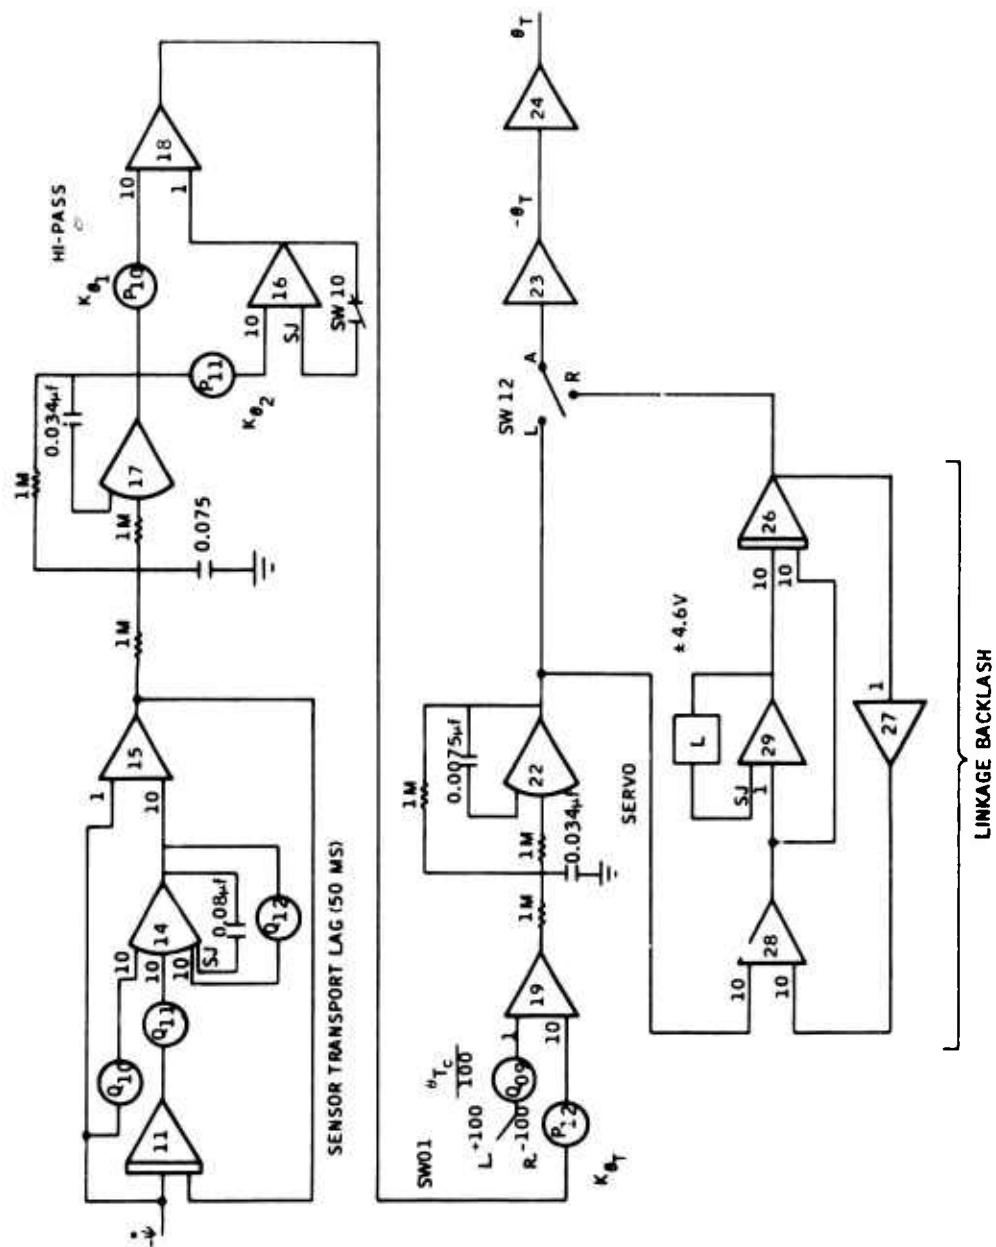 -ψ̇
11
Q10
Q11
10
10
10
14
SJ
0.08μf
Q12
1
10
15
SENSOR TRANSPORT LAG (50 MS)
1M
1M
0.075
1M
0.034μf
17
HI-PASS
Kθ1
P10
P11
Kθ2
10
SJ
16
SW 10
10
1
18
SW01
L +100
R -100
θTC
100
Q09
P12
KθT
1
10
19
1M
1M
0.034μf
1M
0.0075μf
22
SERVO
SW 12
L
A
R
23
-θT
24
θT
10
10
28
SJ
1
29
L
± 4.6V
10
10
26
1
27
LINKAGE BACKLASH